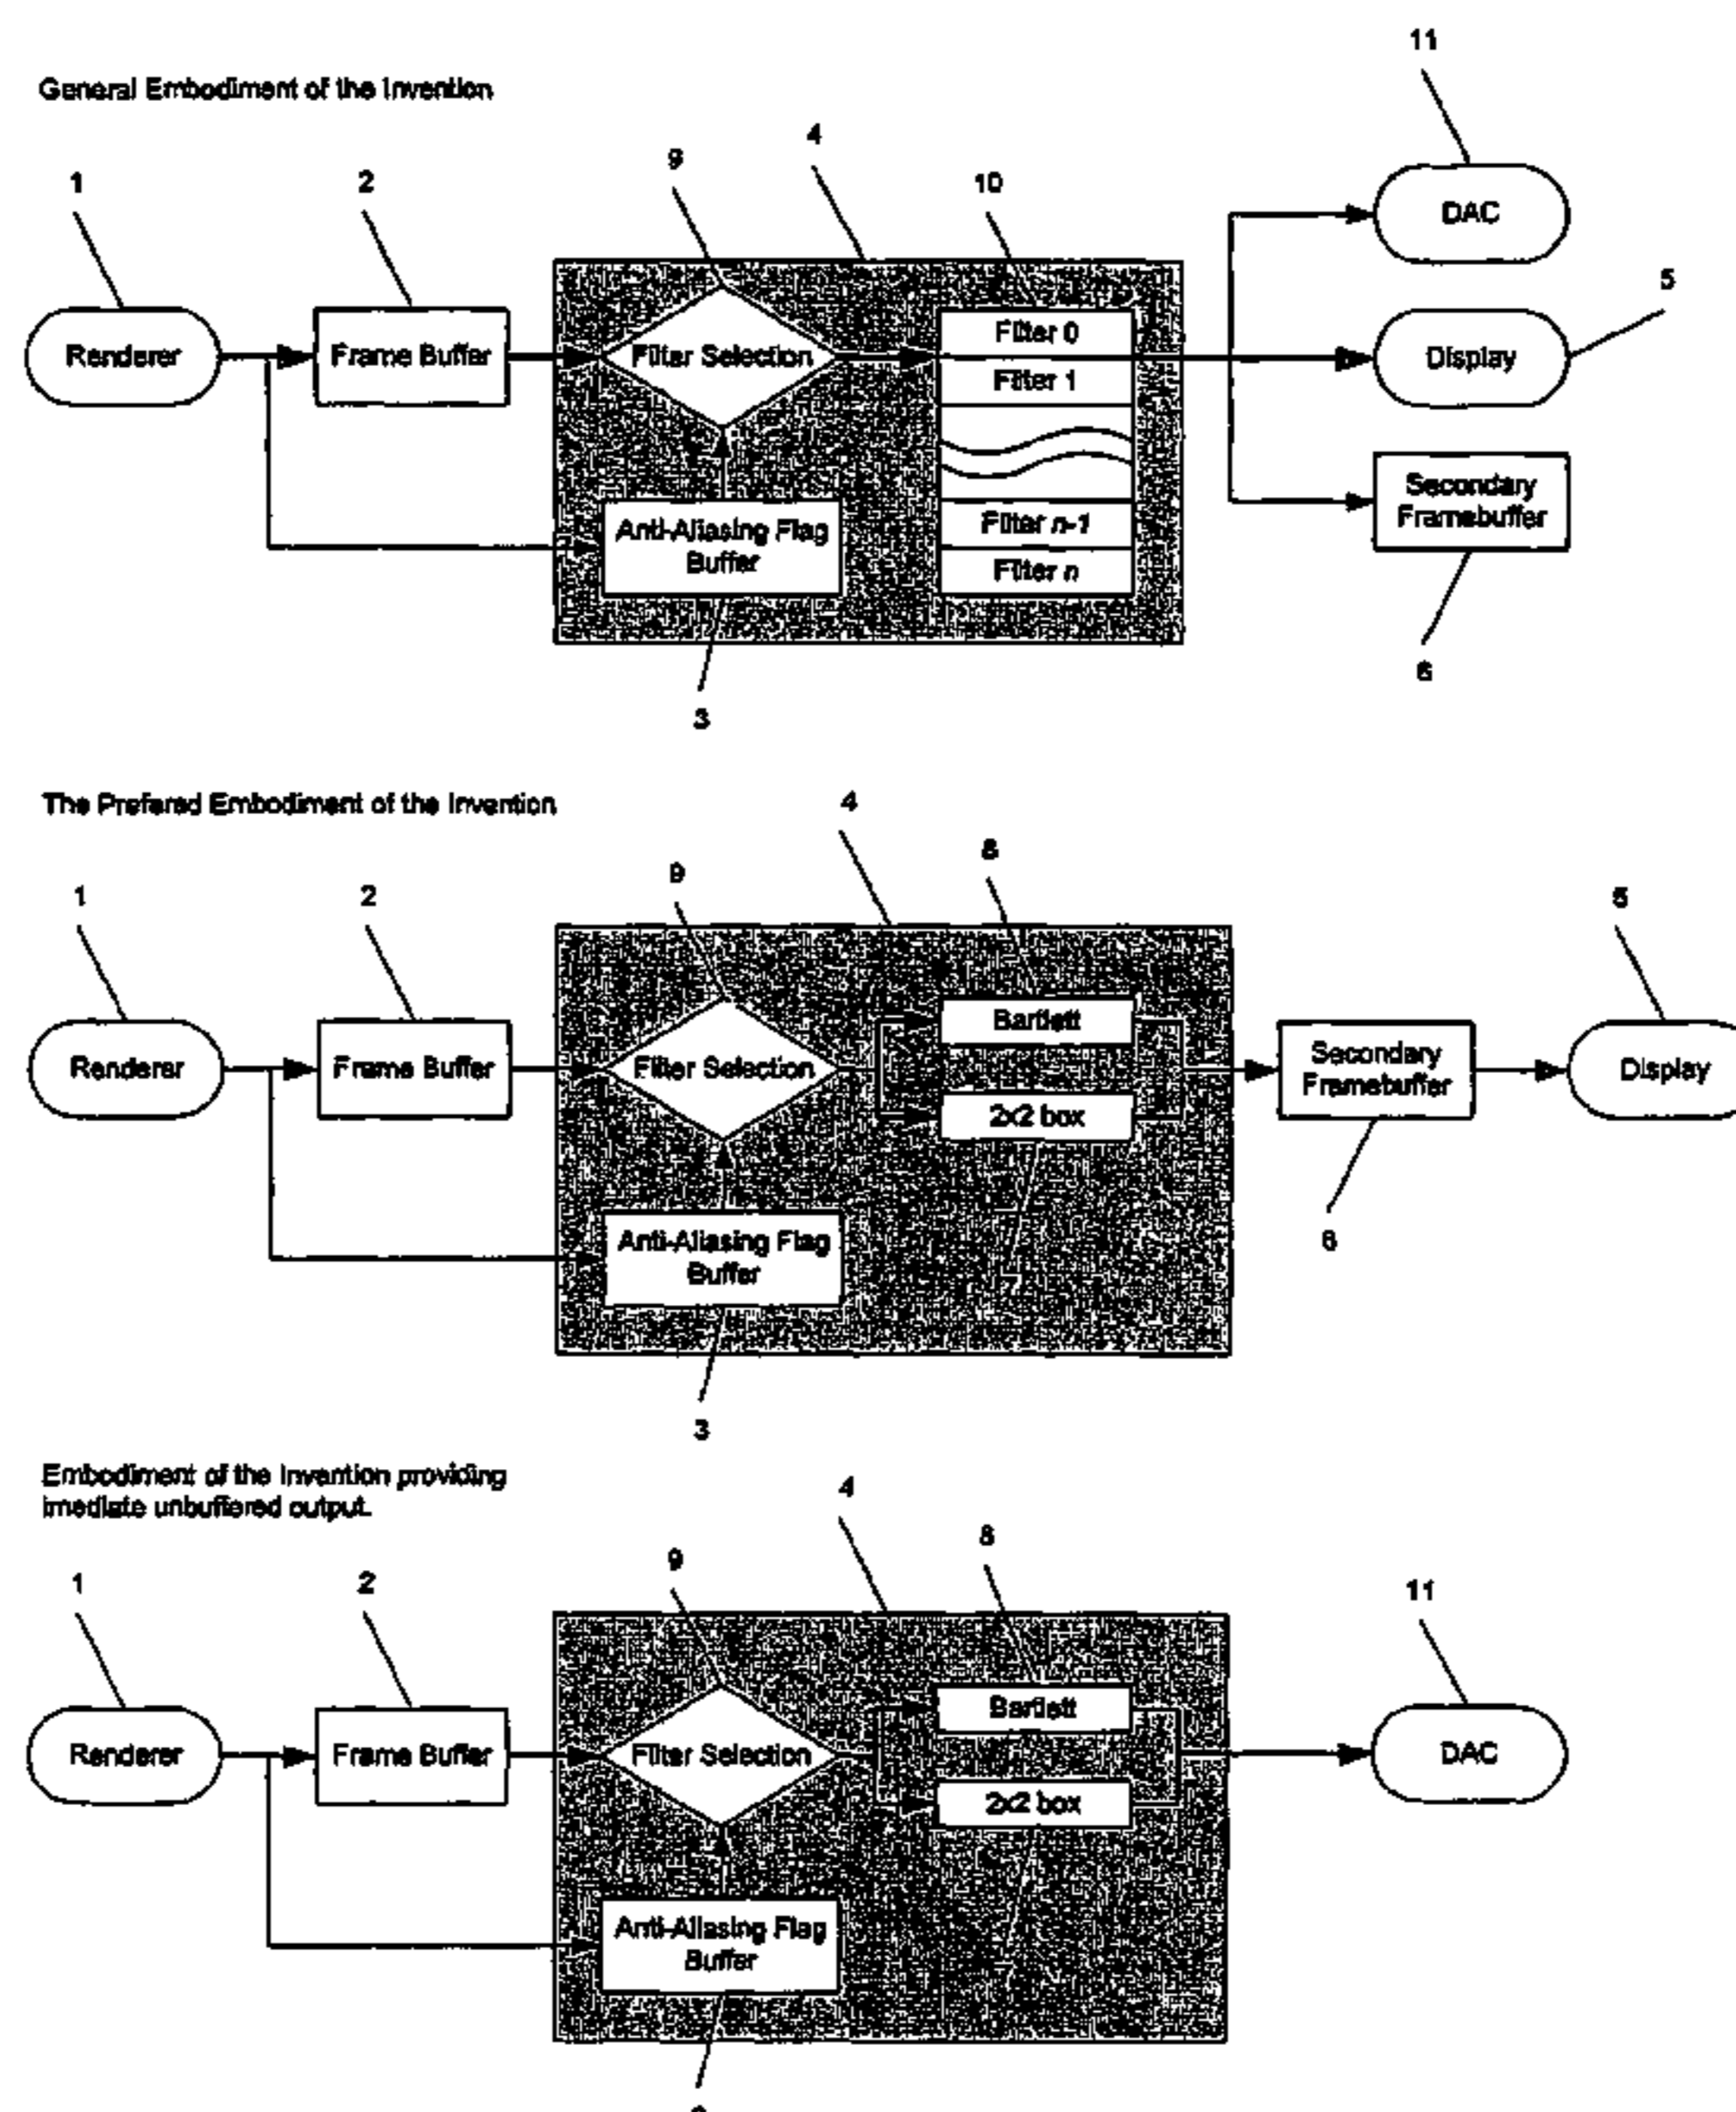 General Embodiment of the Invention
11
4
9
10
1
2
DAC
5
Renderer
Frame Buffer
Filter Selection
Filter 0
Filter 1
Display
Anti-Aliasing Flag
Buffer
Filter n-1
Filter n
Secondary
Framebuffer
3
6
The Prefered Embodiment of the Invention
4
8
9
1
2
5
Renderer
Frame Buffer
Filter Selection
Bartlett
2x2 box
Secondary
Framebuffer
Display
Anti-Aliasing Flag
Buffer
7
6
3
Embodiment of the Invention providing
imediate unbuffered output.
4
8
9
1
2
11
Renderer
Frame Buffer
Filter Selection
Bartlett
2x2 box
DAC
Anti-Aliasing Flag
Buffer